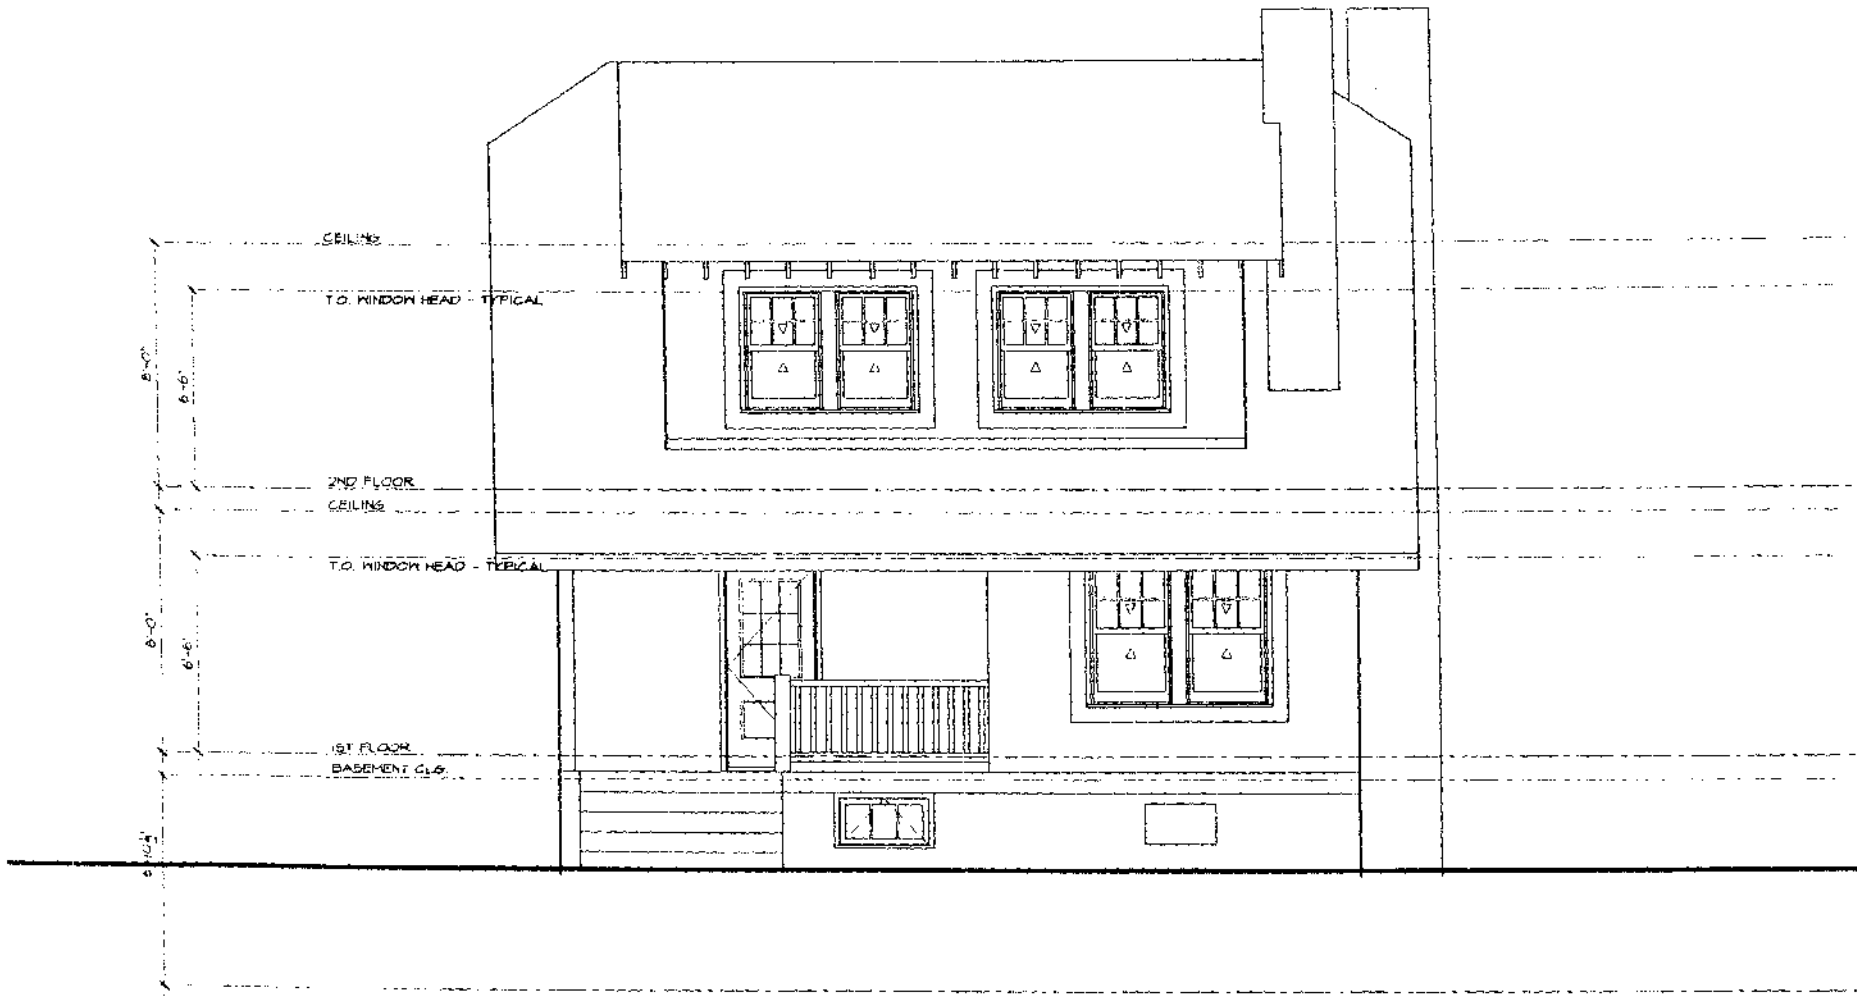 CEILING
T.O. WINDOW HEAD - TYPICAL
8'-0"
6'-6"
2ND FLOOR
CEILING
T.O. WINDOW HEAD - TYPICAL
8'-0"
6'-6"
1ST FLOOR
BASEMENT CLG.